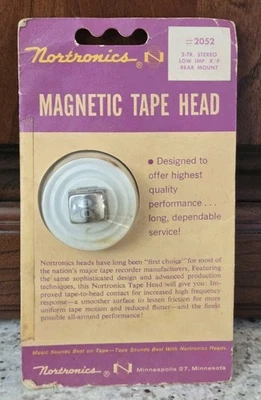 Nortronics ® N
#2052
2-TR. STEREO
LOW IMP. R/P
REAR MOUNT
MAGNETIC TAPE HEAD
• Designed to
offer highest
quality
performance . . .
long, dependable
service!
Nortronics heads have long been "first choice" for most of
the nation's major tape recorder manufacturers. Featuring
the same sophisticated design and advanced production
techniques, this Nortronics Tape Head will give you: Im-
proved tape-to-head contact for increased high frequency
response — a smoother surface to lessen friction for more
uniform tape motion and reduced flutter—and the finest
possible all-around performance!
Music Sounds Best on Tape — Tape Sounds Best With Nortronics Heads.
Nortronics ® N Minneapolis 27, Minnesota